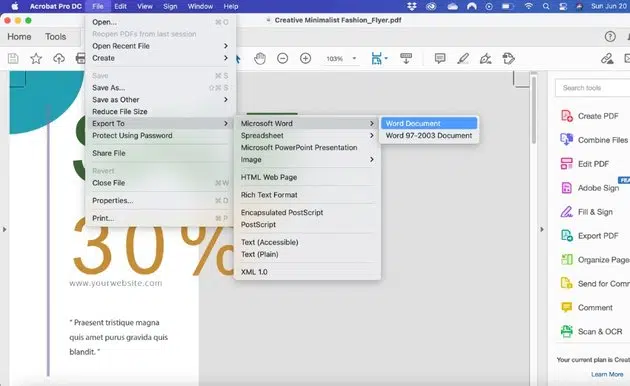 Acrobat Pro DC File Edit View Sign Window Help Sun Jun 20
Creative Minimalist Fashion_Flyer.pdf
Home Tools
103%
Open... ⌘O
Reopen PDFs from last session
Open Recent File
Create
Save ⌘S
Save As... ⇧⌘S
Save as Other
Reduce File Size
Export To
Protect Using Password
Share File
Revert
Close File ⌘W
Properties... ⌘D
Print... ⌘P
Microsoft Word
Spreadsheet
Microsoft PowerPoint Presentation
Image
HTML Web Page
Rich Text Format
Encapsulated PostScript
PostScript
Text (Accessible)
Text (Plain)
XML 1.0
Word Document
Word 97-2003 Document
30%
www.yourwebsite.com
" Praesent tristique magna
quis amet purus gravida quis
blandit. "
Search tools
Create PDF
Combine Files
Edit PDF
Adobe Sign
Fill & Sign
Export PDF
Organize Pages
Send for Comm
Comment
Scan & OCR
Your current plan is Creat
Learn More